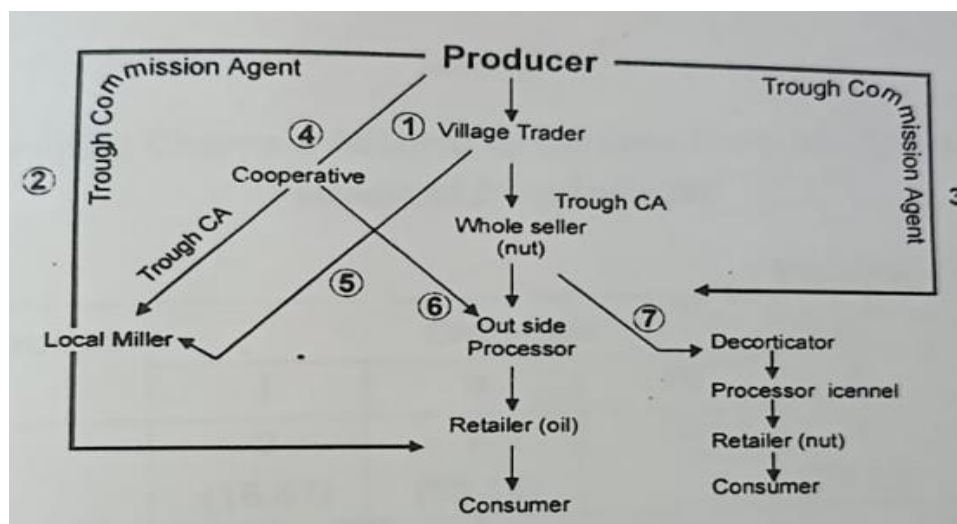 Producer
Trough Commission Agent
Trough Commission Agent
④
①
Village Trader
②
Cooperative
3
Trough CA
Whole seller
(nut)
Trough CA
⑤
⑥
⑦
Local Miller
Out side
Processor
Decorticator
Processor icennel
Retailer (oil)
Retailer (nut)
Consumer
Consumer